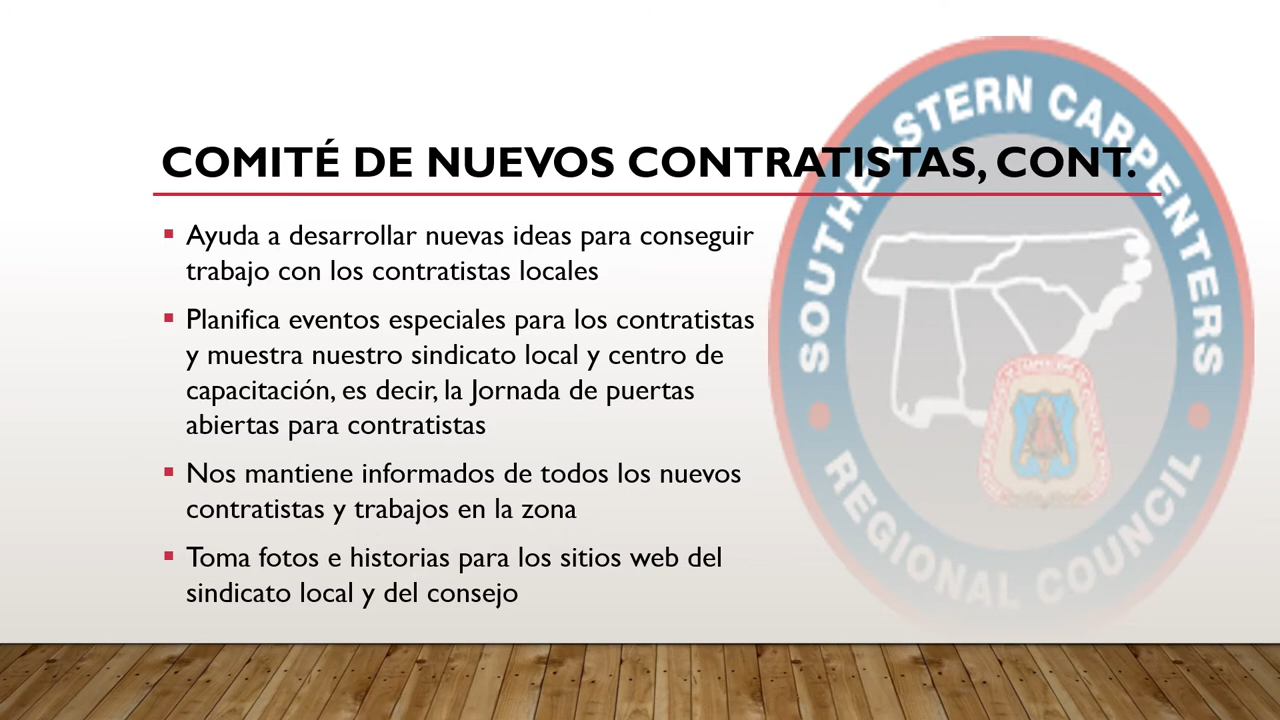 COMITÉ DE NUEVOS CONTRATISTAS, CONT.
Ayuda a desarrollar nuevas ideas para conseguir
trabajo con los contratistas locales
Planifica eventos especiales para los contratistas
y muestra nuestro sindicato local y centro de
capacitación, es decir, la Jornada de puertas
abiertas para contratistas
Nos mantiene informados de todos los nuevos
contratistas y trabajos en la zona
Toma fotos e historias para los sitios web del
sindicato local y del consejo
SOUTHEASTERN CARPENTERS
REGIONAL COUNCIL